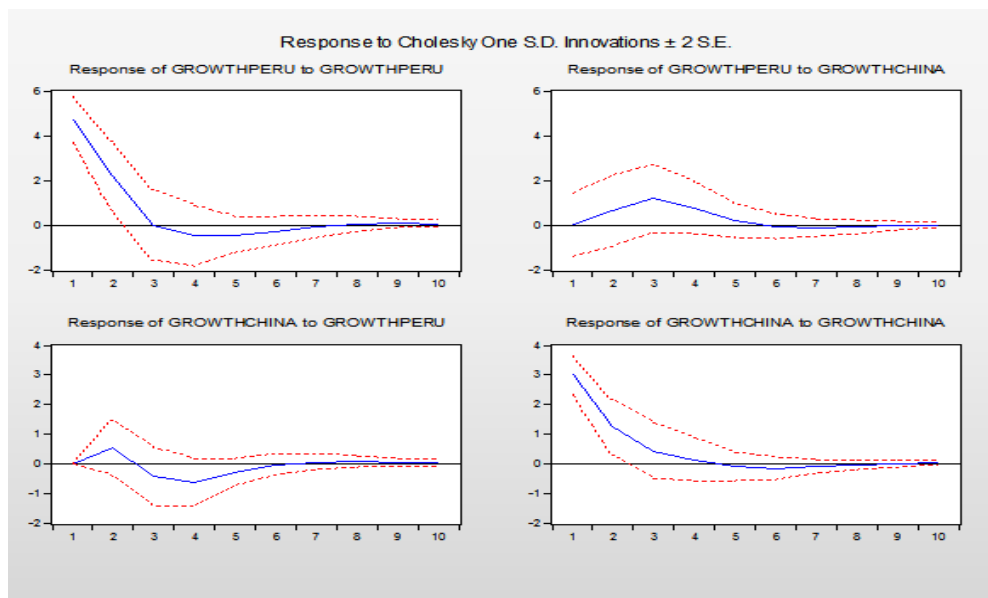 Response to Cholesky One S.D. Innovations ± 2 S.E.
Response of GROWTHPERU to GROWTHPERU
6
4
2
0
-2
1 2 3 4 5 6 7 8 9 10
Response of GROWTHPERU to GROWTHCHINA
6
4
2
0
-2
1 2 3 4 5 6 7 8 9 10
Response of GROWTHCHINA to GROWTHPERU
4
3
2
1
0
-1
-2
1 2 3 4 5 6 7 8 9 10
Response of GROWTHCHINA to GROWTHCHINA
4
3
2
1
0
-1
-2
1 2 3 4 5 6 7 8 9 10